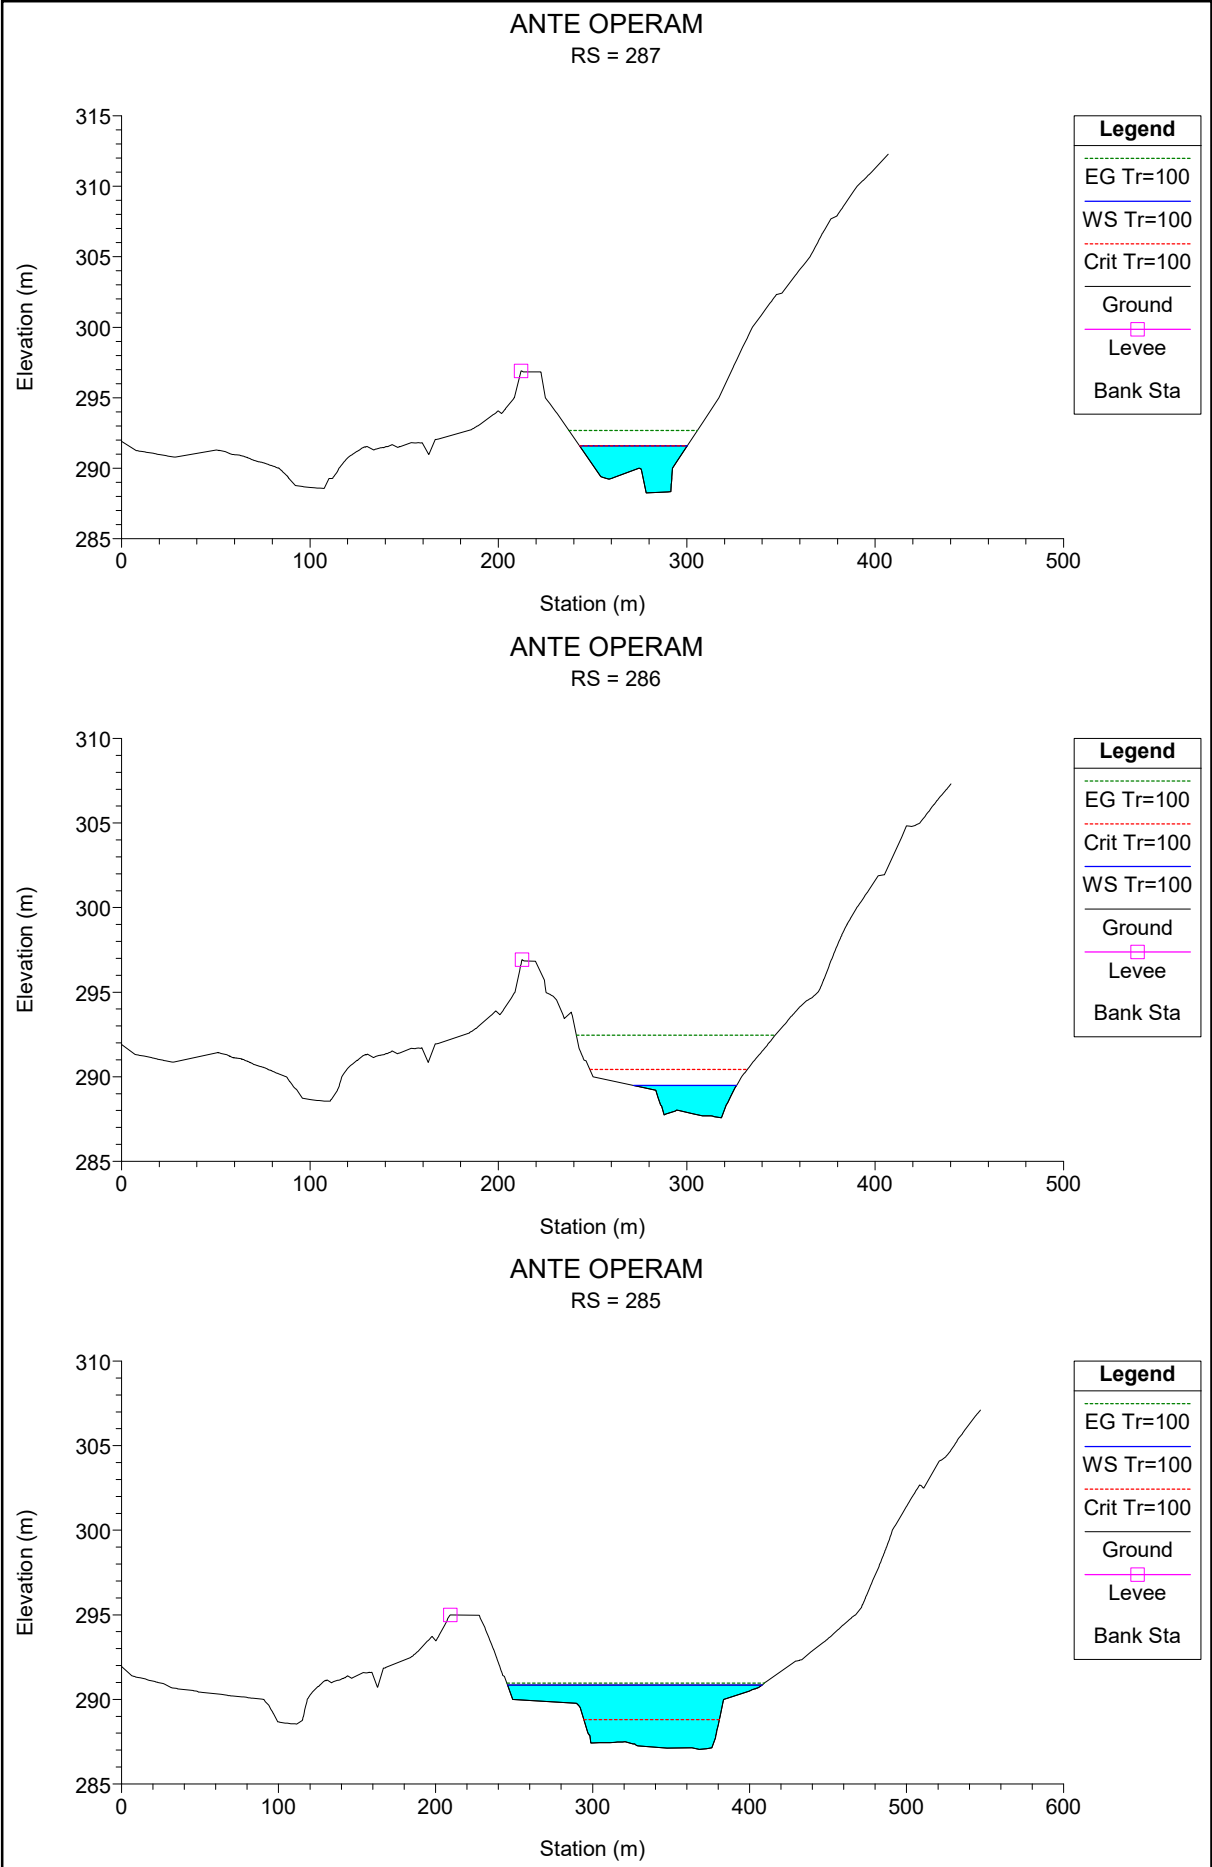 ANTE OPERAM
RS = 287
315
310
305
300
295
290
285
Elevation (m)
0 100 200 300 400 500
Station (m)
Legend
EG Tr=100
WS Tr=100
Crit Tr=100
Ground
Levee
Bank Sta
ANTE OPERAM
RS = 286
310
305
300
295
290
285
Elevation (m)
0 100 200 300 400 500
Station (m)
Legend
EG Tr=100
Crit Tr=100
WS Tr=100
Ground
Levee
Bank Sta
ANTE OPERAM
RS = 285
310
305
300
295
290
285
Elevation (m)
0 100 200 300 400 500 600
Station (m)
Legend
EG Tr=100
WS Tr=100
Crit Tr=100
Ground
Levee
Bank Sta